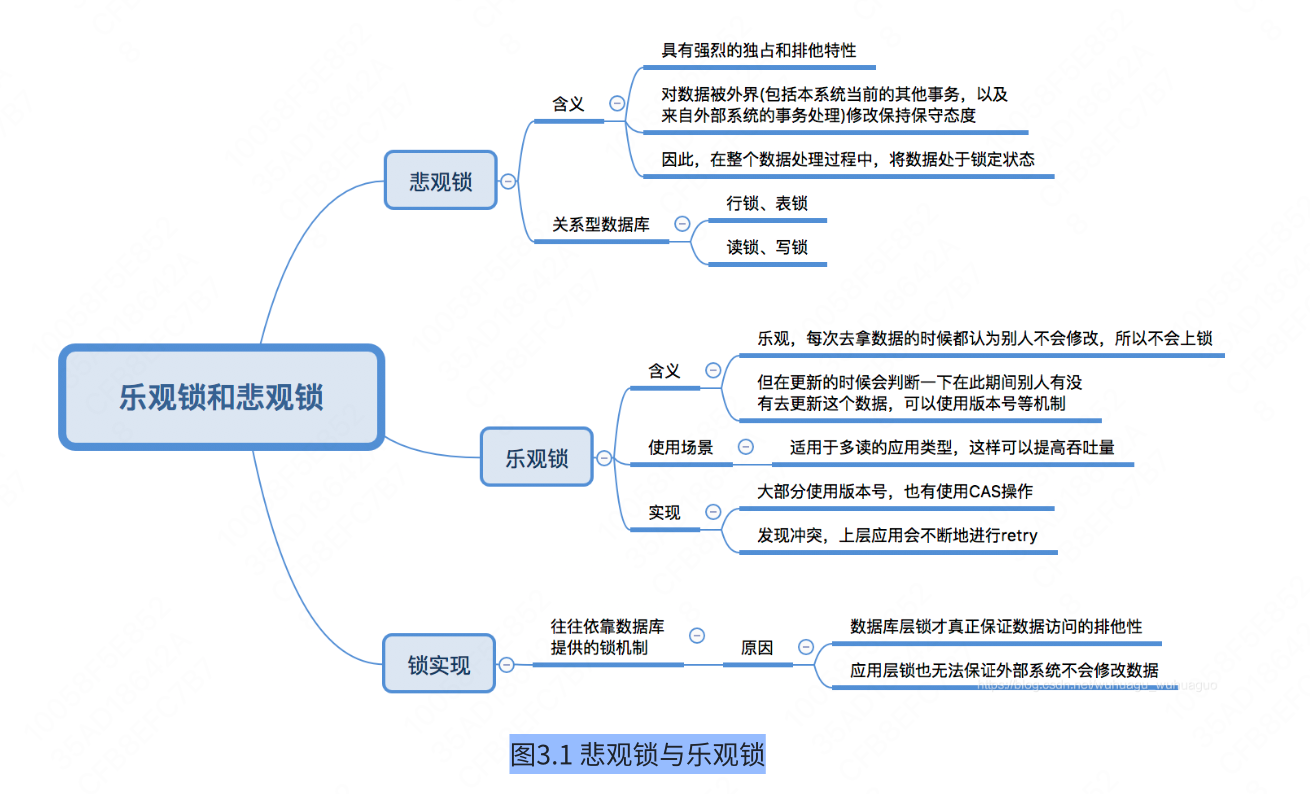 具有强烈的独占和排他特性
对数据被外界(包括本系统当前的其他事务，以及
来自外部系统的事务处理)修改保持保守态度
含义
因此，在整个数据处理过程中，将数据处于锁定状态
悲观锁
行锁、表锁
关系型数据库
读锁、写锁
乐观，每次去拿数据的时候都认为别人不会修改，所以不会上锁
含义
但在更新的时候会判断一下在此期间别人有没
有去更新这个数据，可以使用版本号等机制
乐观锁和悲观锁
使用场景
适用于多读的应用类型，这样可以提高吞吐量
乐观锁
大部分使用版本号，也有使用CAS操作
实现
发现冲突，上层应用会不断地进行retry
往往依靠数据库
提供的锁机制
原因
数据库层锁才真正保证数据访问的排他性
锁实现
应用层锁也无法保证外部系统不会修改数据
图3.1 悲观锁与乐观锁